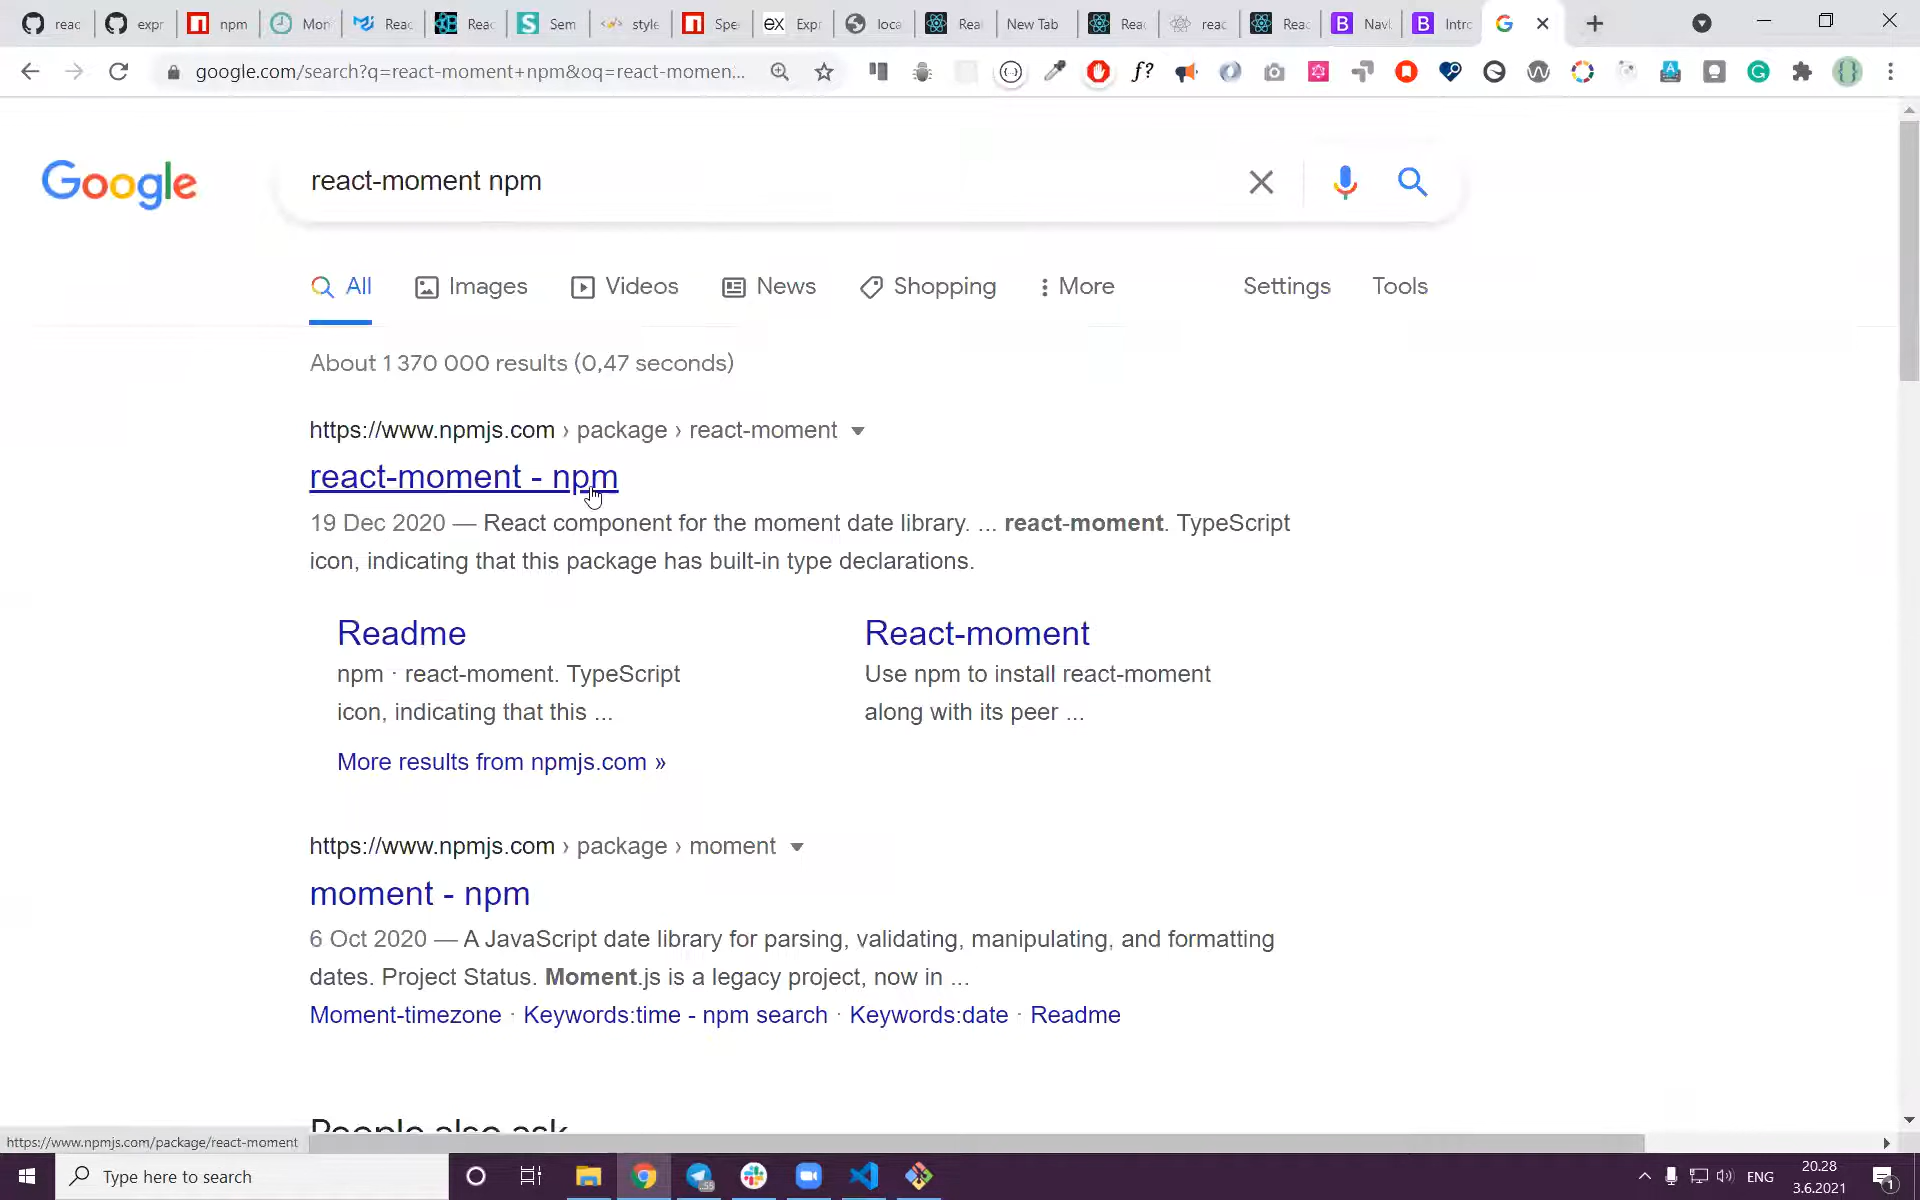 reac
expr
npm
Mor
Reac
Rea
Sem
style
Spe
Expr
loca
Rea
New Tab
Rea
reac
Rea
Nav
Intro
google.com/search?q=react-moment+npm&oq=react-momen...
Google
react-moment npm
All
Images
Videos
News
Shopping
More
Settings
Tools
About 1 370 000 results (0,47 seconds)
https://www.npmjs.com › package › react-moment
react-moment - npm
19 Dec 2020 — React component for the moment date library. ... react-moment. TypeScript
icon, indicating that this package has built-in type declarations.
Readme
npm · react-moment. TypeScript
icon, indicating that this ...
React-moment
Use npm to install react-moment
along with its peer ...
More results from npmjs.com »
https://www.npmjs.com › package › moment
moment - npm
6 Oct 2020 — A JavaScript date library for parsing, validating, manipulating, and formatting
dates. Project Status. Moment.js is a legacy project, now in ...
Moment-timezone · Keywords:time - npm search · Keywords:date · Readme
People also ask
https://www.npmjs.com/package/react-moment
Type here to search
ENG
20.28
3.6.2021